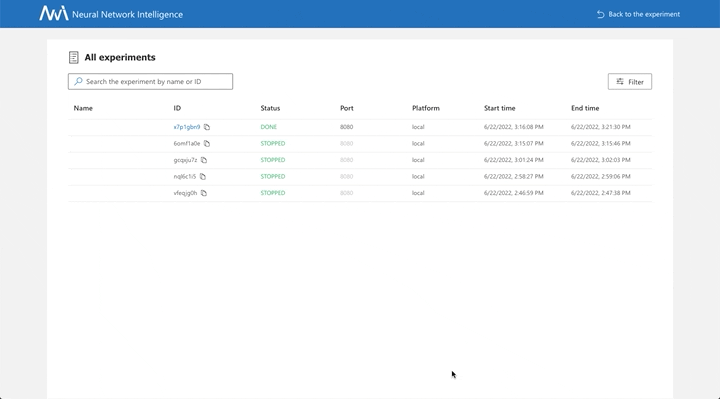 Neural Network Intelligence
Back to the experiment
All experiments
Search the experiment by name or ID
Filter
Name ID Status Port Platform Start time End time
x7p1gbn9 DONE 8080 local 6/22/2022, 3:16:08 PM 6/22/2022, 3:21:30 PM
6omf1a0e STOPPED 8080 local 6/22/2022, 3:15:07 PM 6/22/2022, 3:15:46 PM
STOPPED 8080 local 6/22/2022, 3:01:24 PM 6/22/2022, 3:02:03 PM
STOPPED 8080 local 6/22/2022, 2:58:27 PM 6/22/2022, 2:59:06 PM
vfeqjg0h STOPPED 8080 local 6/22/2022, 2:46:59 PM 6/22/2022, 2:47:38 PM